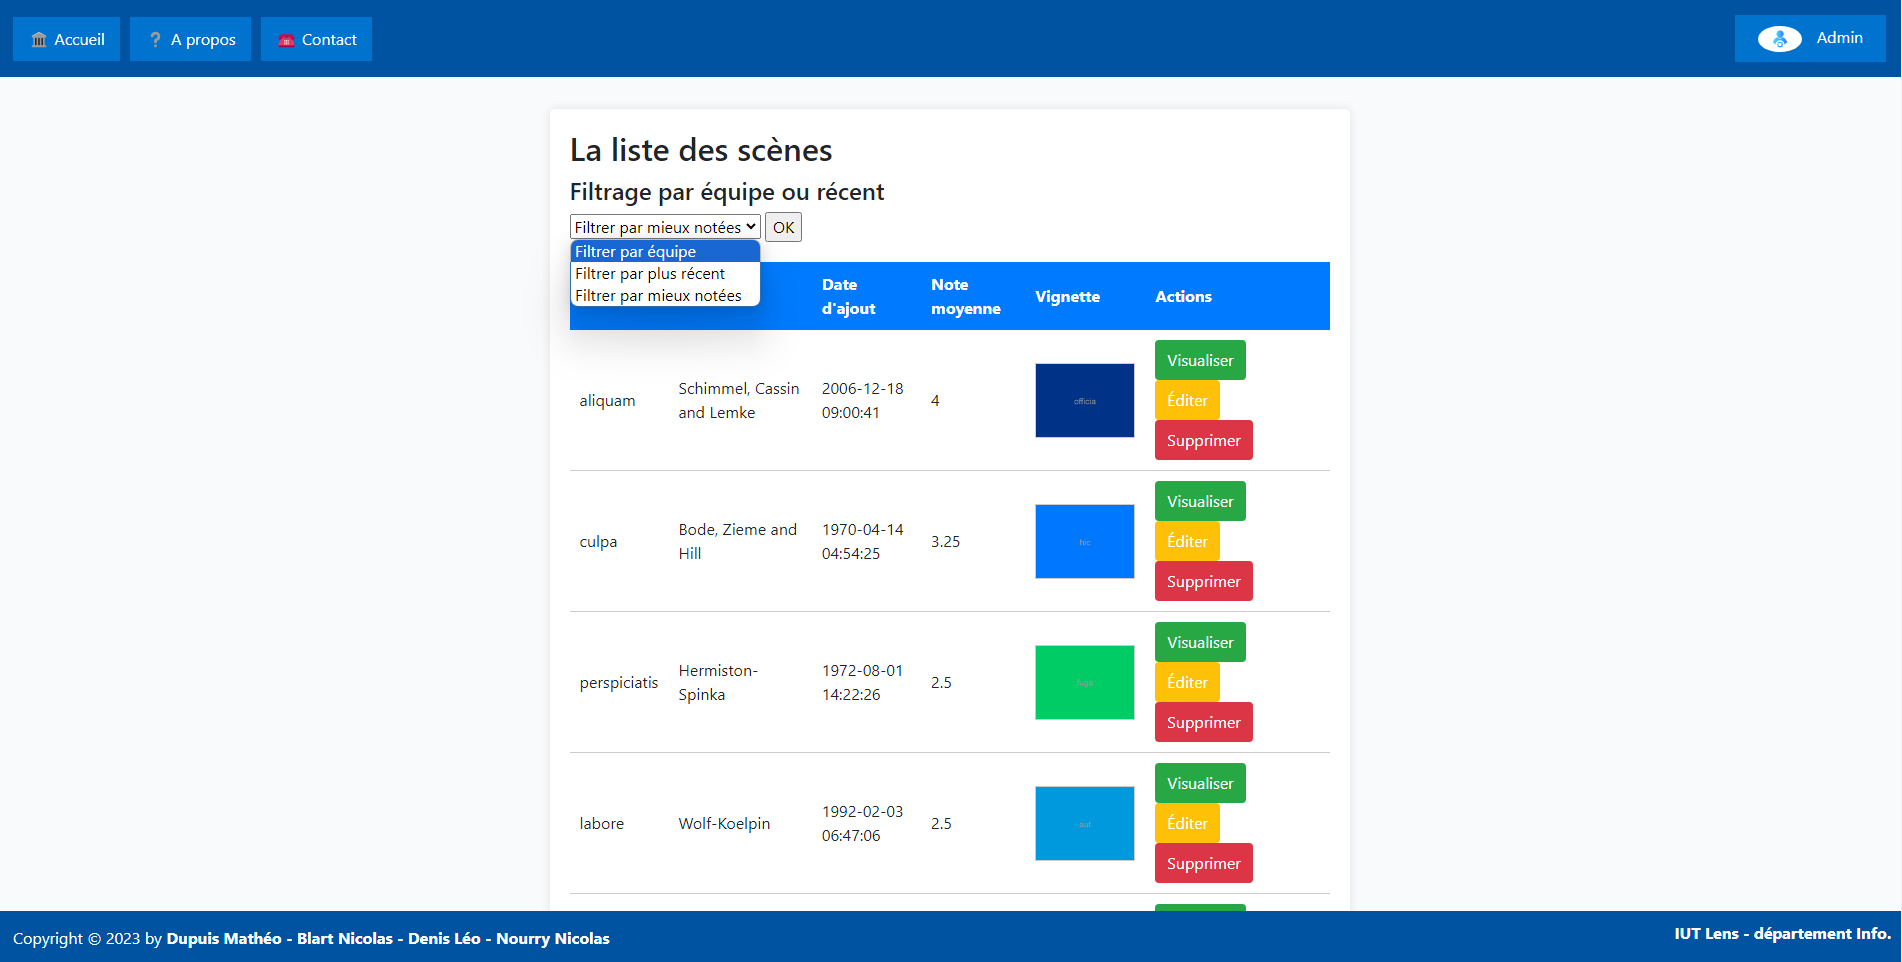 Accueil
A propos
Contact
Admin
La liste des scènes
Filtrage par équipe ou récent
Filtrer par mieux notées OK
Filtrer par équipe
Filtrer par plus récent
Filtrer par mieux notées
Date d'ajout
Note moyenne
Vignette
Actions
aliquam
Schimmel, Cassin and Lemke
2006-12-18 09:00:41
4
officia
Visualiser
Éditer
Supprimer
culpa
Bode, Zieme and Hill
1970-04-14 04:54:25
3.25
hic
Visualiser
Éditer
Supprimer
perspiciatis
Hermiston-Spinka
1972-08-01 14:22:26
2.5
Visualiser
Éditer
Supprimer
labore
Wolf-Koelpin
1992-02-03 06:47:06
2.5
Visualiser
Éditer
Supprimer
Copyright © 2023 by Dupuis Mathéo - Blart Nicolas - Denis Léo - Nourry Nicolas
IUT Lens - département Info.